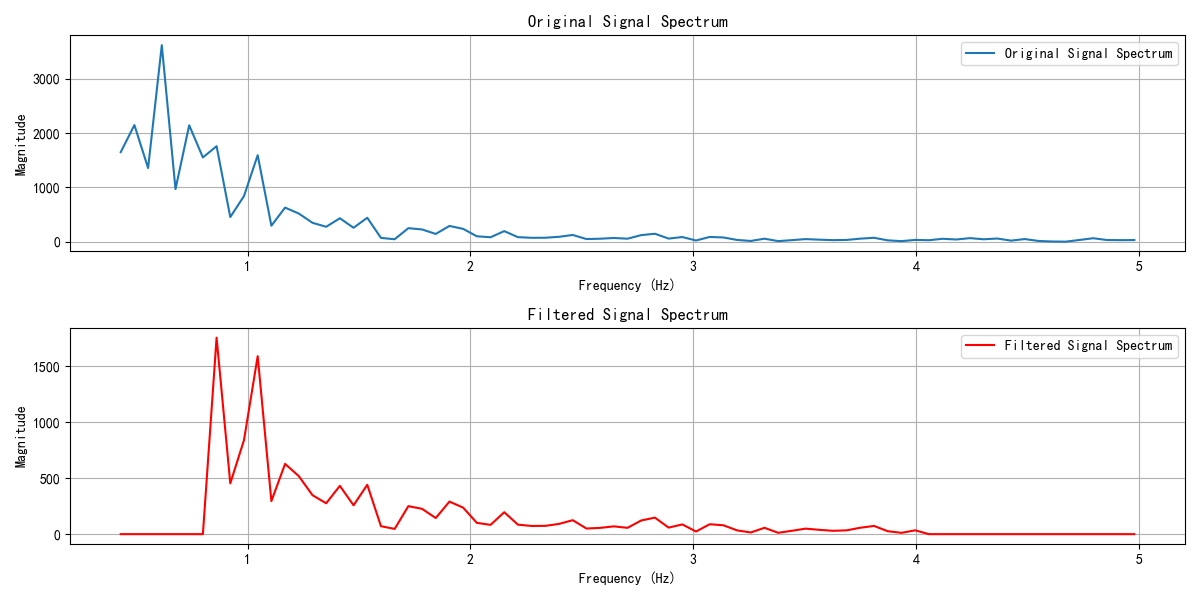 Original Signal Spectrum
Original Signal Spectrum
Magnitude
3000
2000
1000
0
1 2 3 4 5
Frequency (Hz)
Filtered Signal Spectrum
Filtered Signal Spectrum
Magnitude
1500
1000
500
0
1 2 3 4 5
Frequency (Hz)